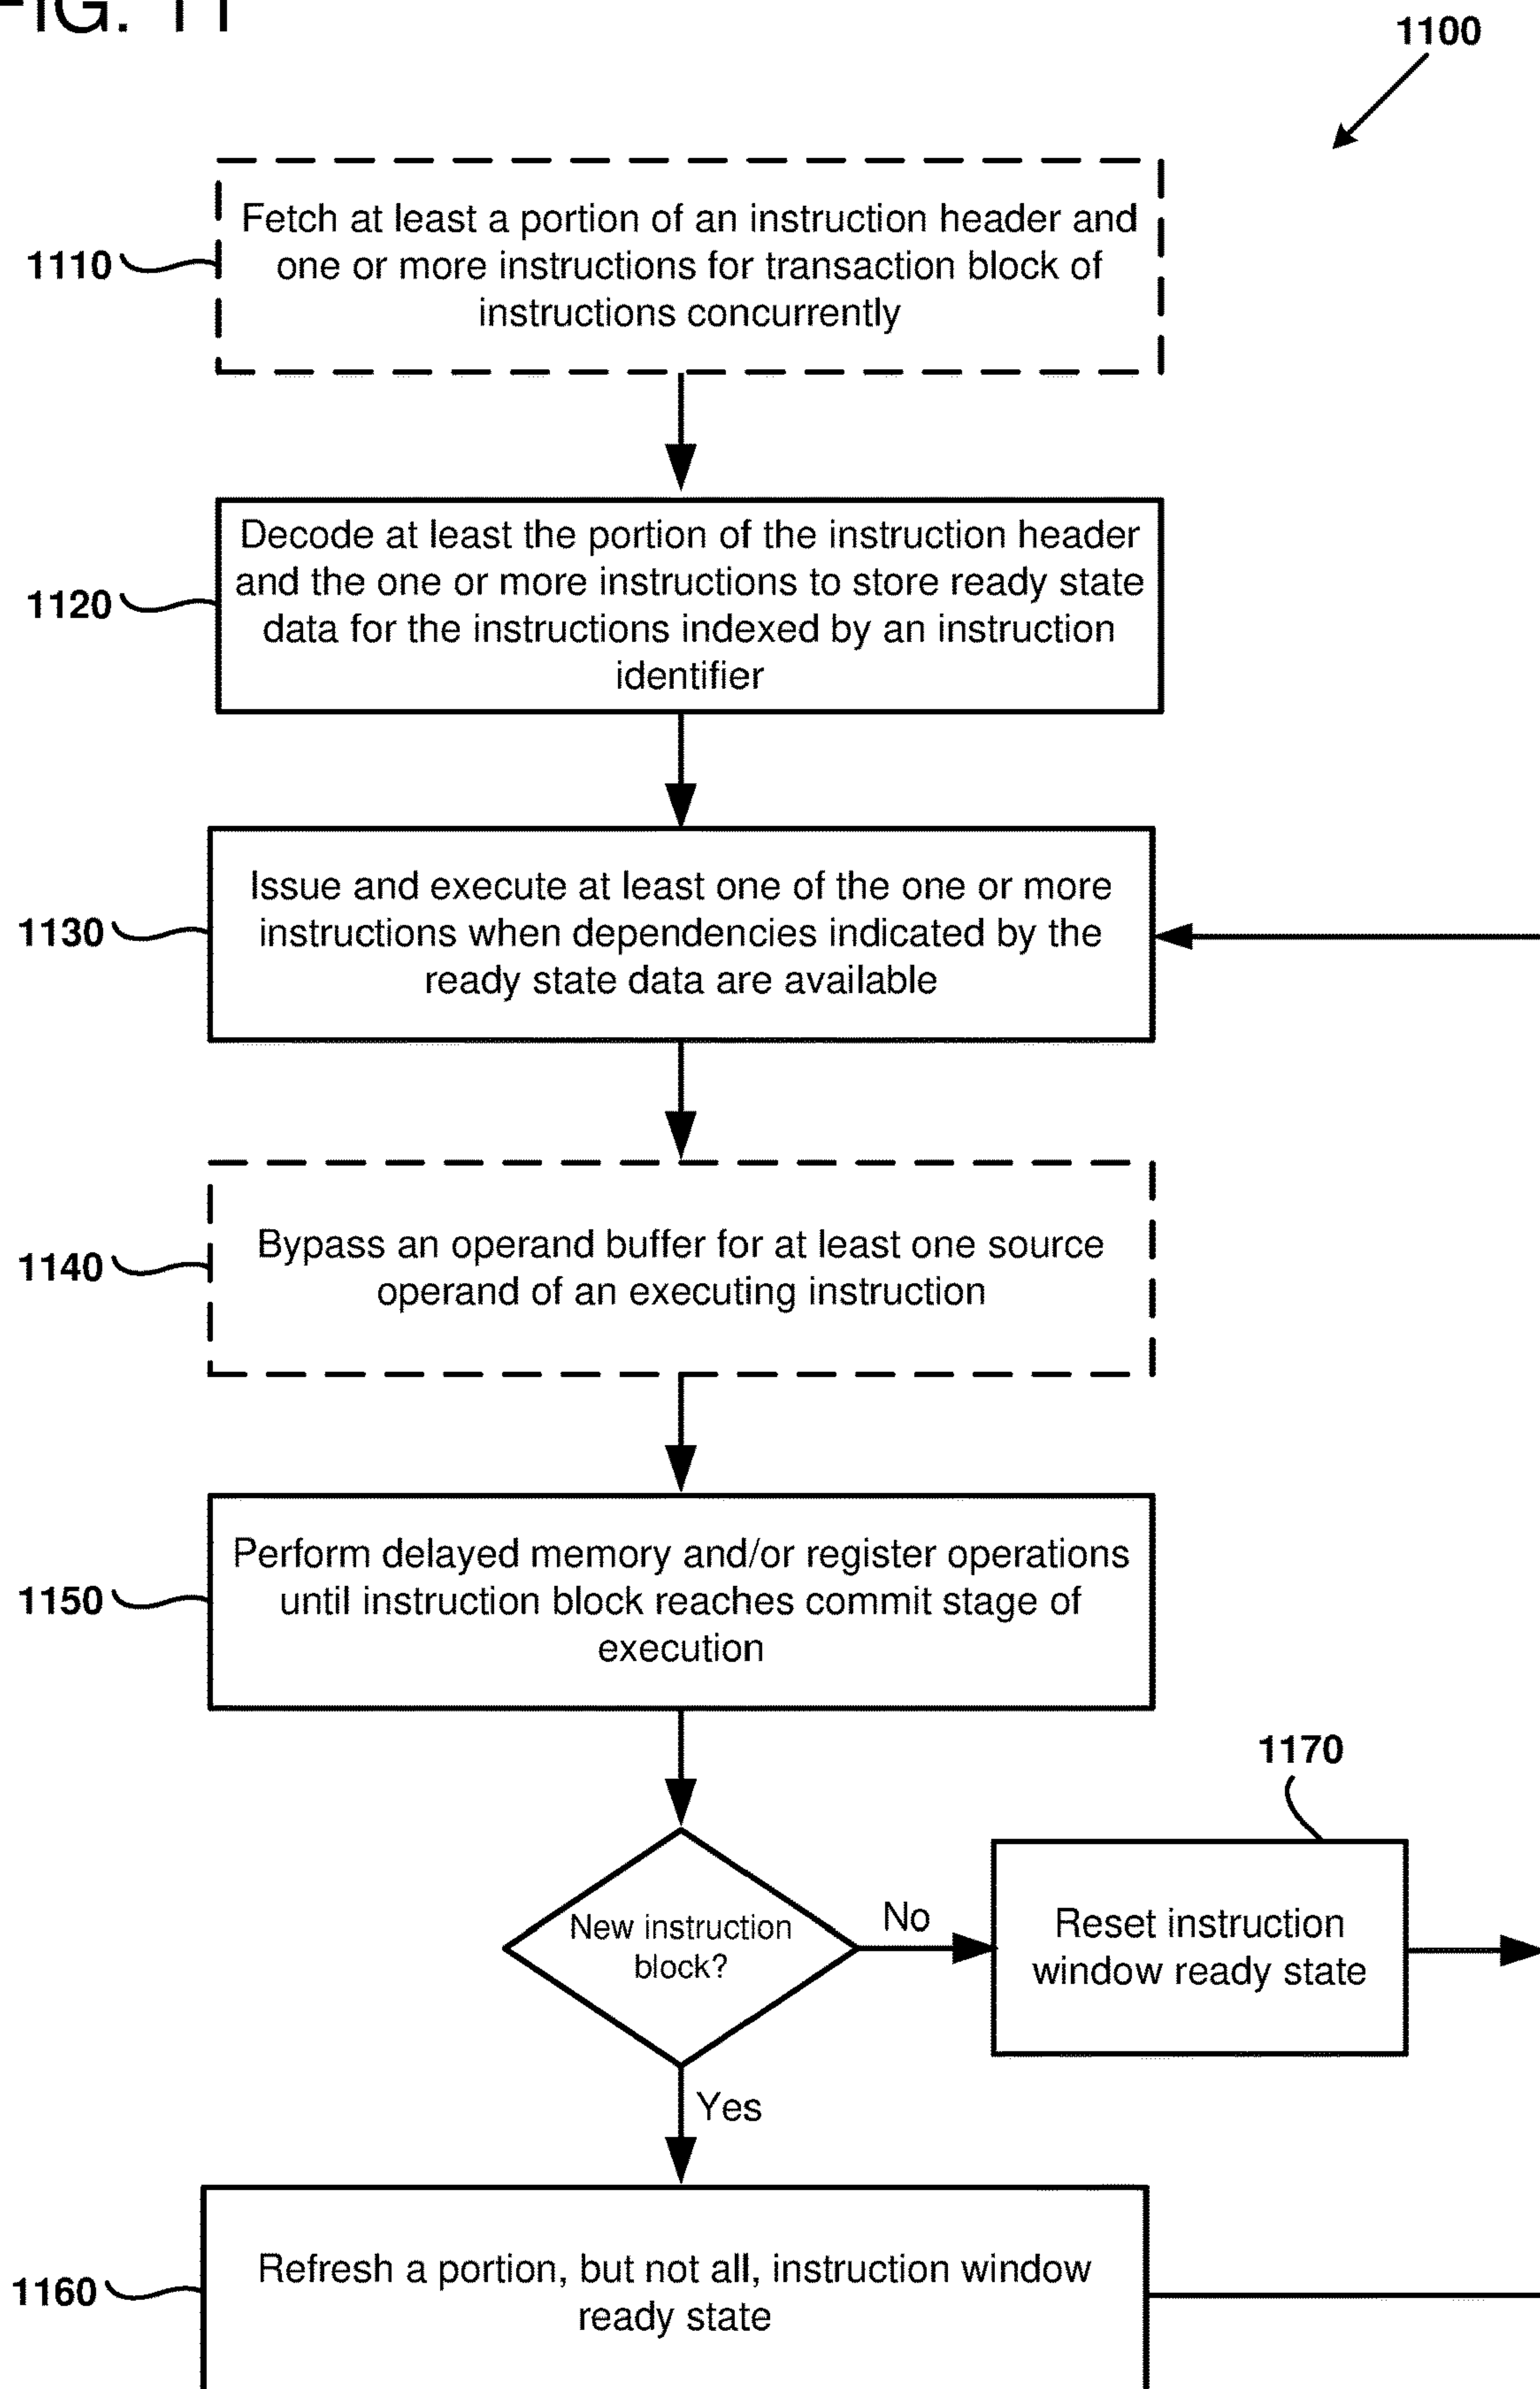 FIG. 11
1100
1110
Fetch at least a portion of an instruction header and
one or more instructions for transaction block of
instructions concurrently
1120
Decode at least the portion of the instruction header
and the one or more instructions to store ready state
data for the instructions indexed by an instruction
identifier
1130
Issue and execute at least one of the one or more
instructions when dependencies indicated by the
ready state data are available
1140
Bypass an operand buffer for at least one source
operand of an executing instruction
1150
Perform delayed memory and/or register operations
until instruction block reaches commit stage of
execution
1170
New instruction
block?
No
Reset instruction
window ready state
Yes
1160
Refresh a portion, but not all, instruction window
ready state